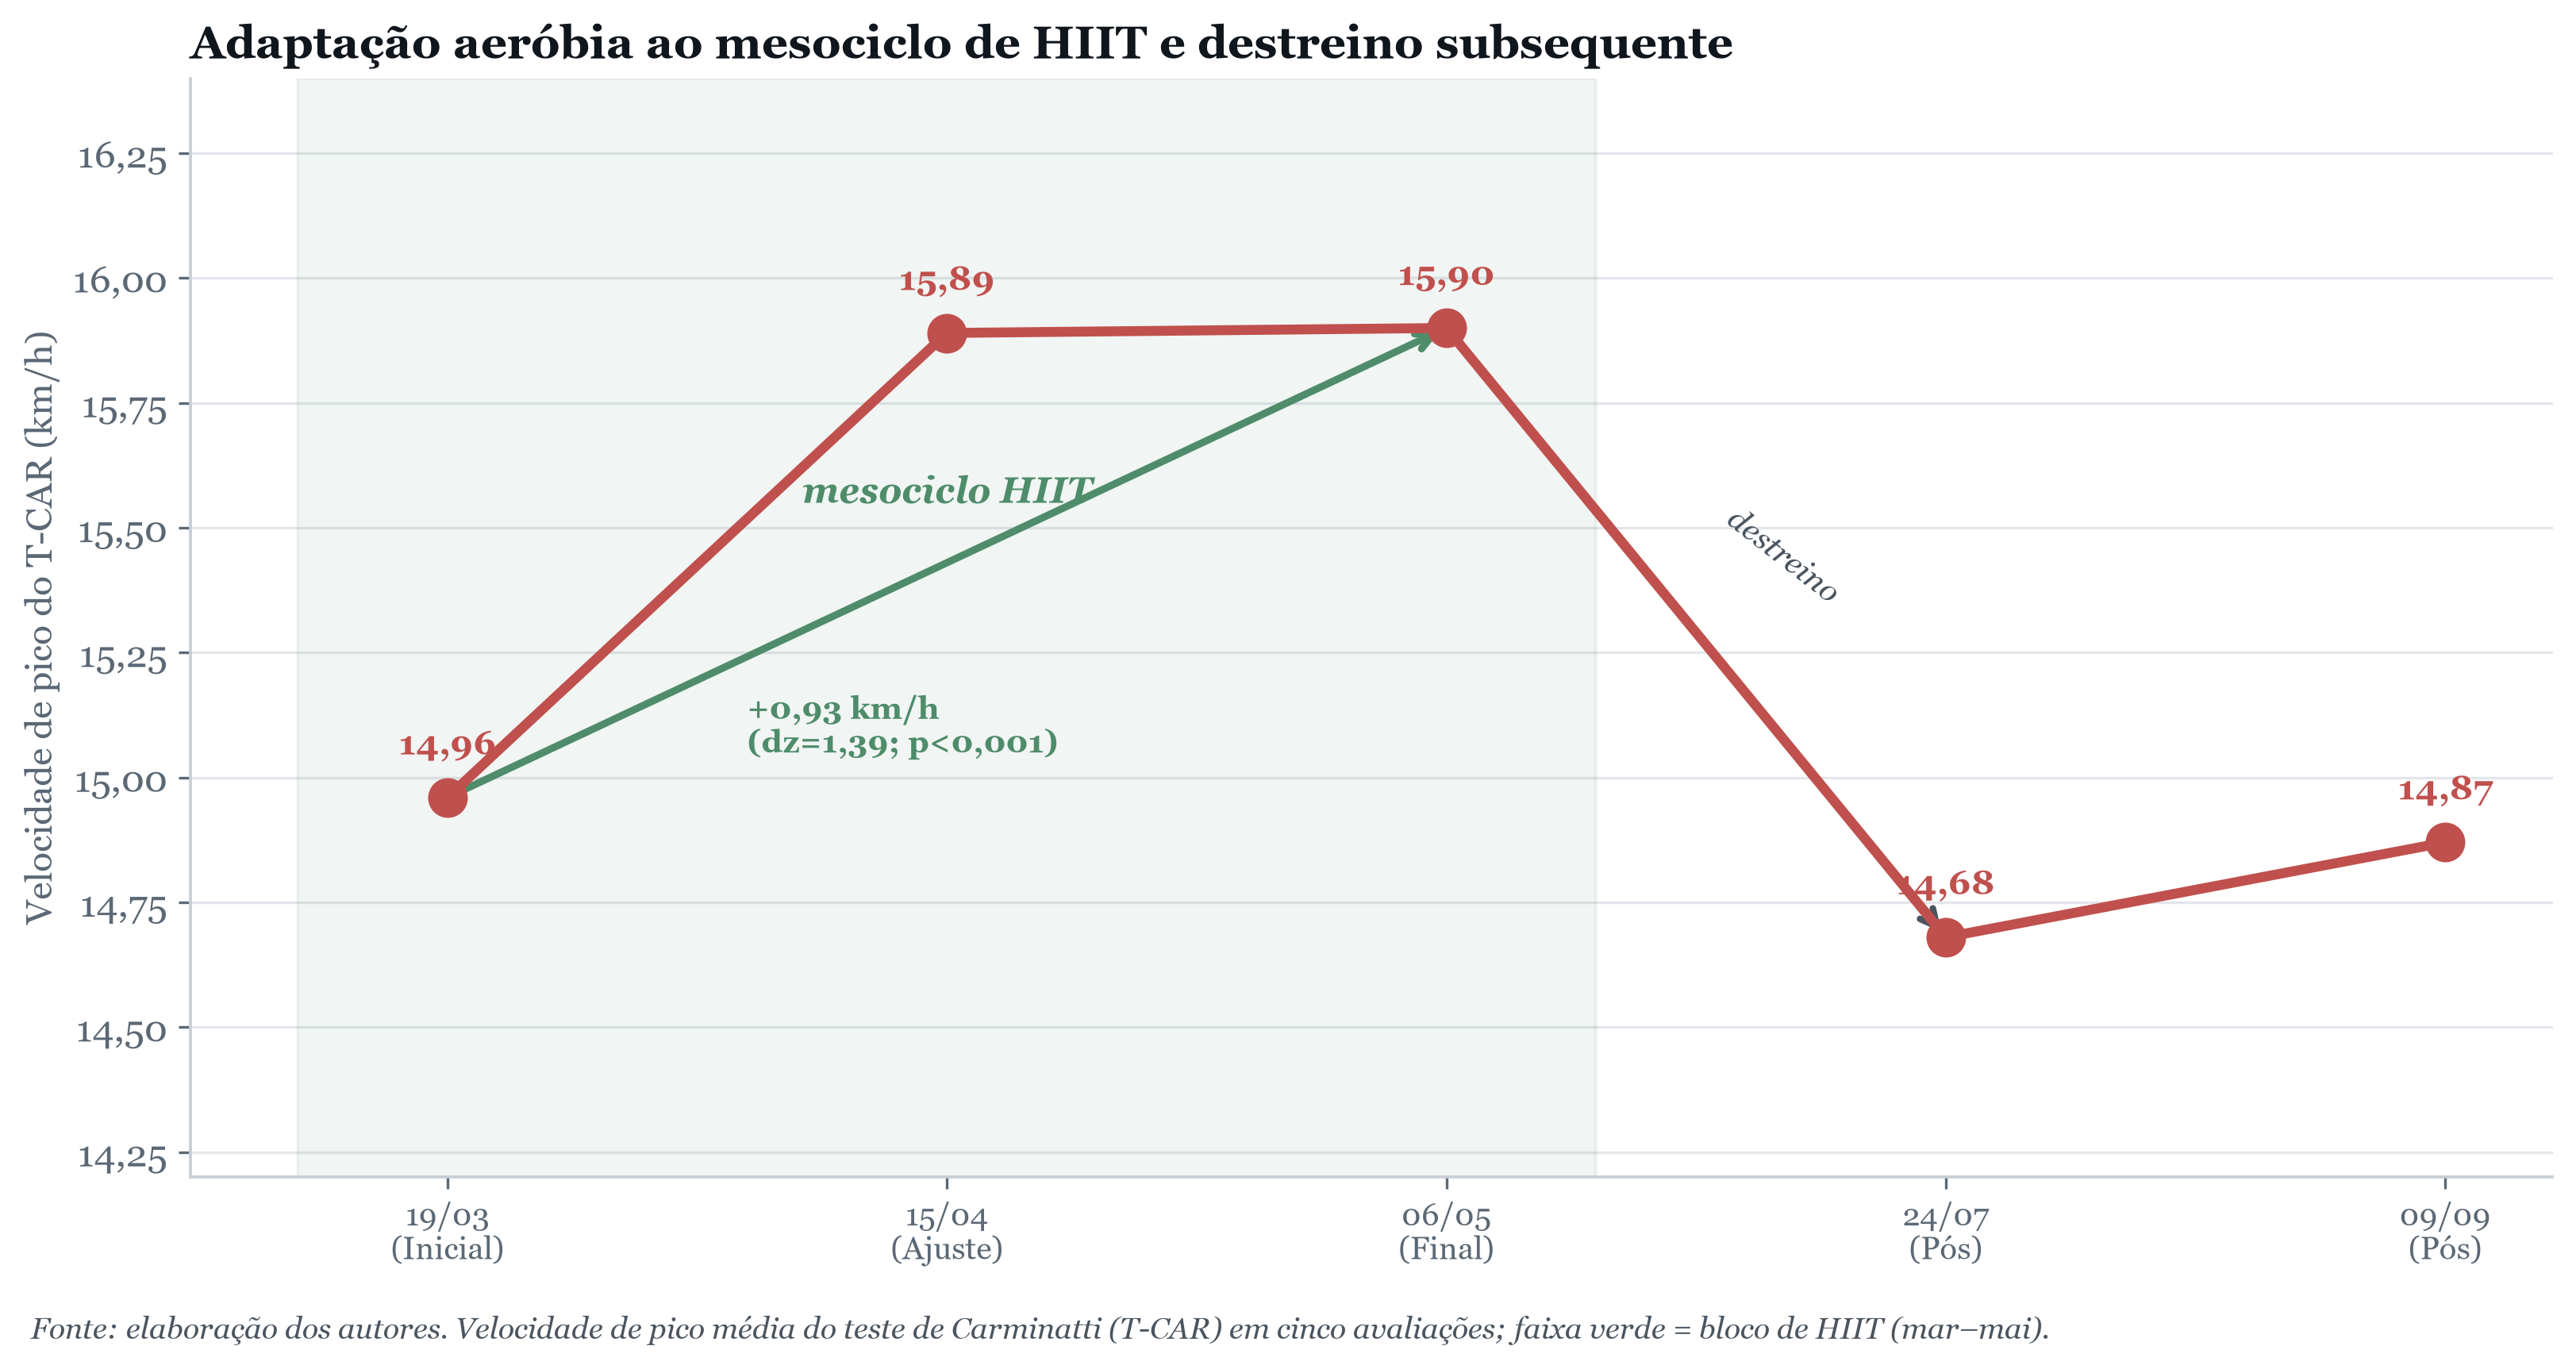 Adaptação aeróbia ao mesociclo de HIIT e destreino subsequente
Velocidade de pico do T-CAR (km/h)
16,25
16,00
15,75
15,50
15,25
15,00
14,75
14,50
14,25
15,89
15,90
mesociclo HIIT
destreino
+0,93 km/h
(dz=1,39; p<0,001)
14,96
14,87
14,68
19/03
(Inicial)
15/04
(Ajuste)
06/05
(Final)
24/07
(Pós)
09/09
(Pós)
Fonte: elaboração dos autores. Velocidade de pico média do teste de Carminatti (T-CAR) em cinco avaliações; faixa verde = bloco de HIIT (mar–mai).